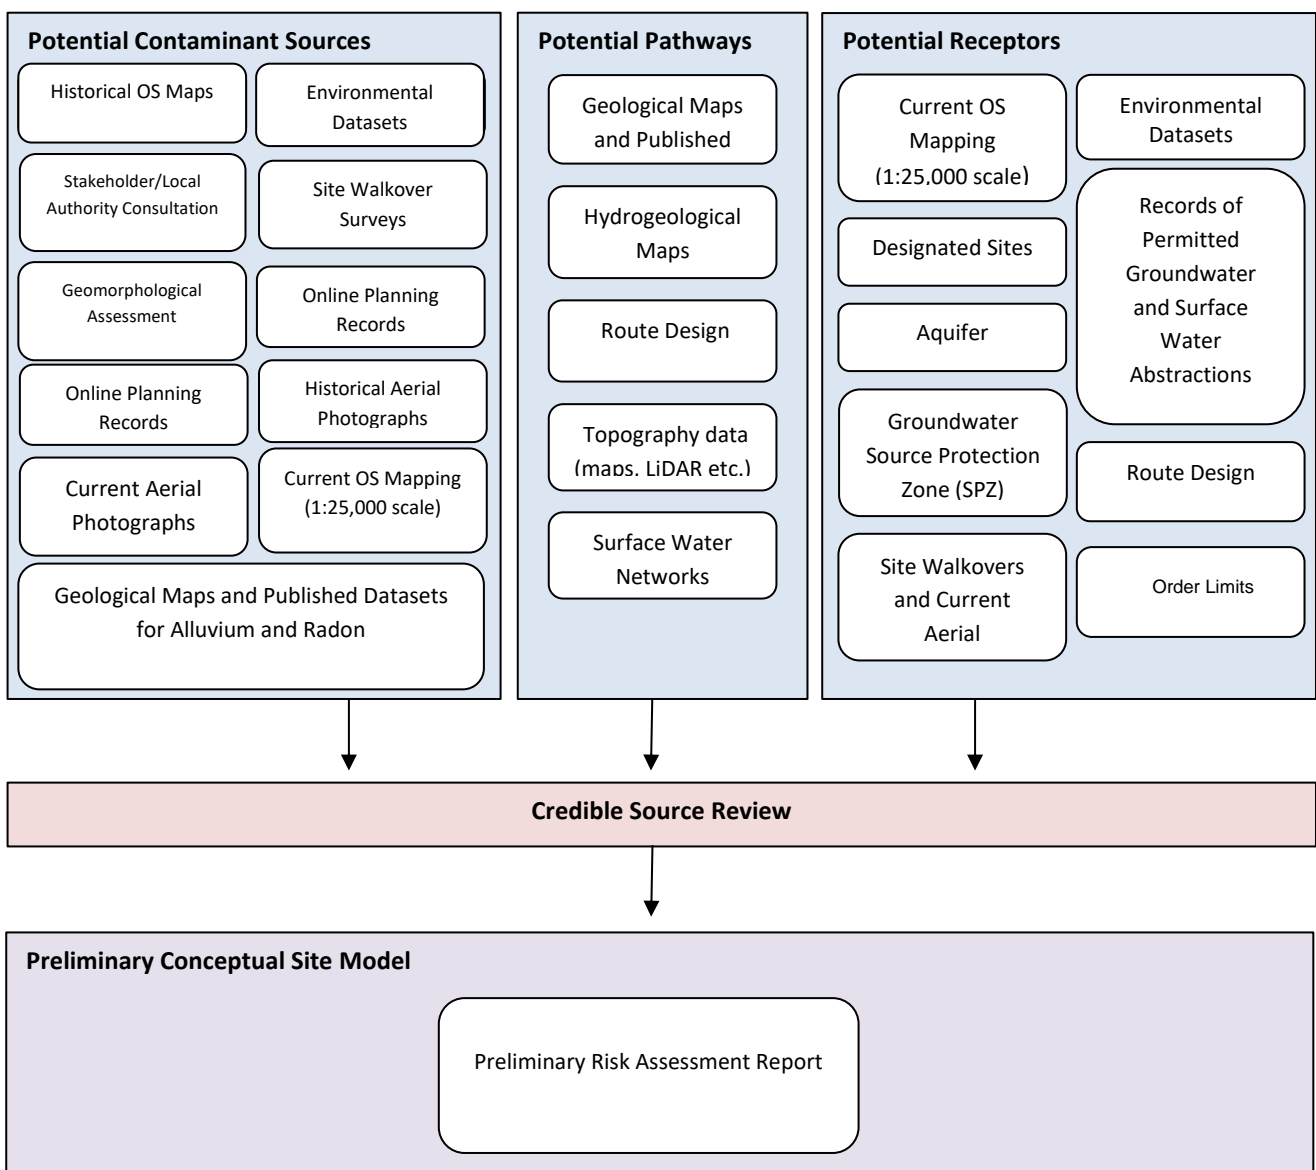 Potential Contaminant Sources
Historical OS Maps
Environmental
Datasets
Stakeholder/Local
Authority Consultation
Site Walkover
Surveys
Geomorphological
Assessment
Online Planning
Records
Online Planning
Records
Historical Aerial
Photographs
Current Aerial
Photographs
Current OS Mapping
(1:25,000 scale)
Geological Maps and Published Datasets
for Alluvium and Radon
Potential Pathways
Geological Maps
and Published
Hydrogeological
Maps
Route Design
Topography data
(maps, LiDAR etc.)
Surface Water
Networks
Potential Receptors
Current OS
Mapping
(1:25,000 scale)
Environmental
Datasets
Designated Sites
Records of
Permitted
Groundwater
and Surface
Water
Abstractions
Aquifer
Groundwater
Source Protection
Zone (SPZ)
Route Design
Site Walkovers
and Current
Aerial
Order Limits
Credible Source Review
Preliminary Conceptual Site Model
Preliminary Risk Assessment Report